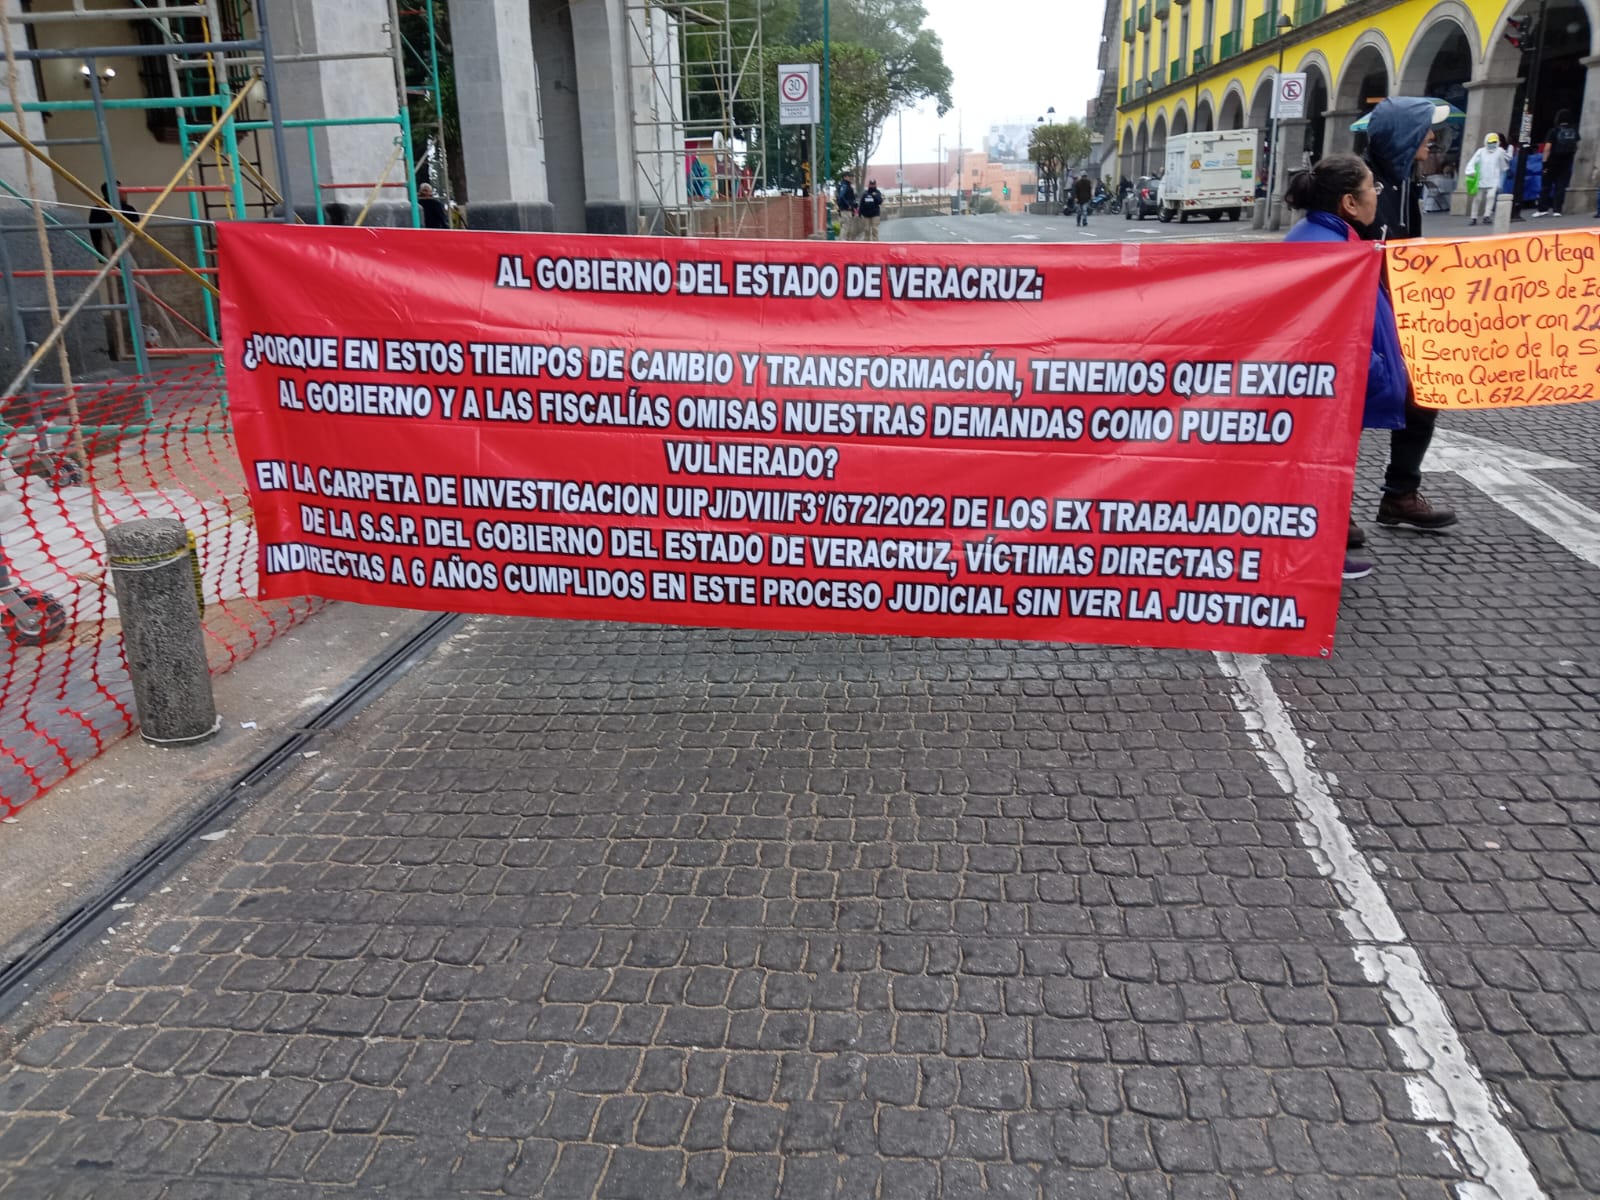 AL GOBIERNO DEL ESTADO DE VERACRUZ:
¿PORQUE EN ESTOS TIEMPOS DE CAMBIO Y TRANSFORMACIÓN, TENEMOS QUE EXIGIR
AL GOBIERNO Y A LAS FISCALÍAS OMISAS NUESTRAS DEMANDAS COMO PUEBLO
VULNERADO?
EN LA CARPETA DE INVESTIGACION UIPJ/DVII/F3°/672/2022 DE LOS EX TRABAJADORES
DE LA S.S.P. DEL GOBIERNO DEL ESTADO DE VERACRUZ, VÍCTIMAS DIRECTAS E
INDIRECTAS A 6 AÑOS CUMPLIDOS EN ESTE PROCESO JUDICIAL SIN VER LA JUSTICIA.
Soy Juana Ortega
Tengo 71 años de
Extrabajador con 22
al Servicio de la S
Víctima Querellante
Esta C.I. 672/2022
30